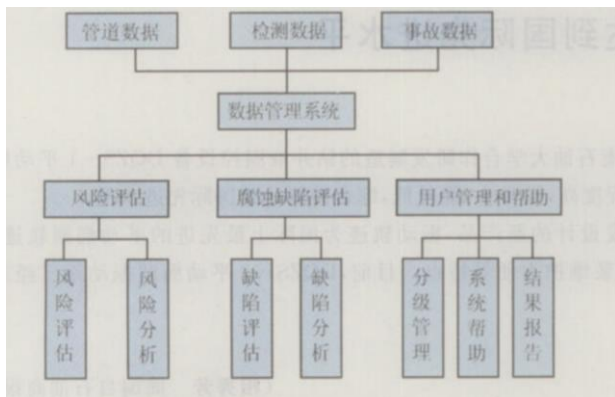 管道数据
检测数据
事故数据
数据管理系统
风险评估
腐蚀缺陷评估
用户管理和帮助
风险评估
风险分析
缺陷评估
缺陷分析
分级管理
系统帮助
结果报告